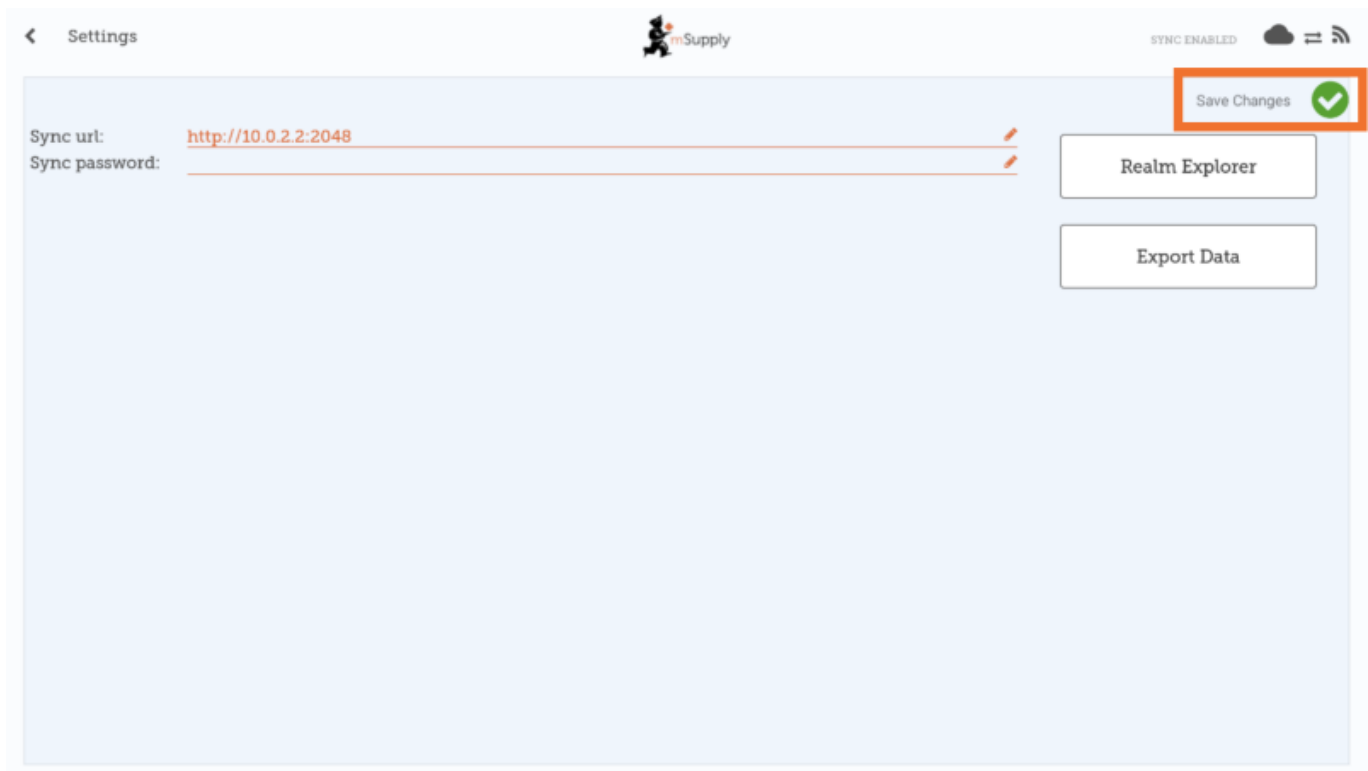 Settings
mSupply
SYNC ENABLED
Save Changes
Sync url: http://10.0.2.2:2048
Sync password:
Realm Explorer
Export Data